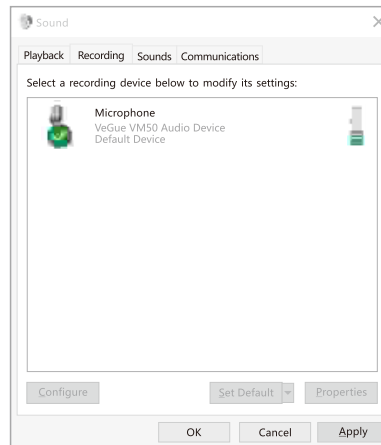 Sound
Playback Recording Sounds Communications
Select a recording device below to modify its settings:
Microphone
VeGue VM50 Audio Device
Default Device
Configure Set Default Properties
OK Cancel Apply